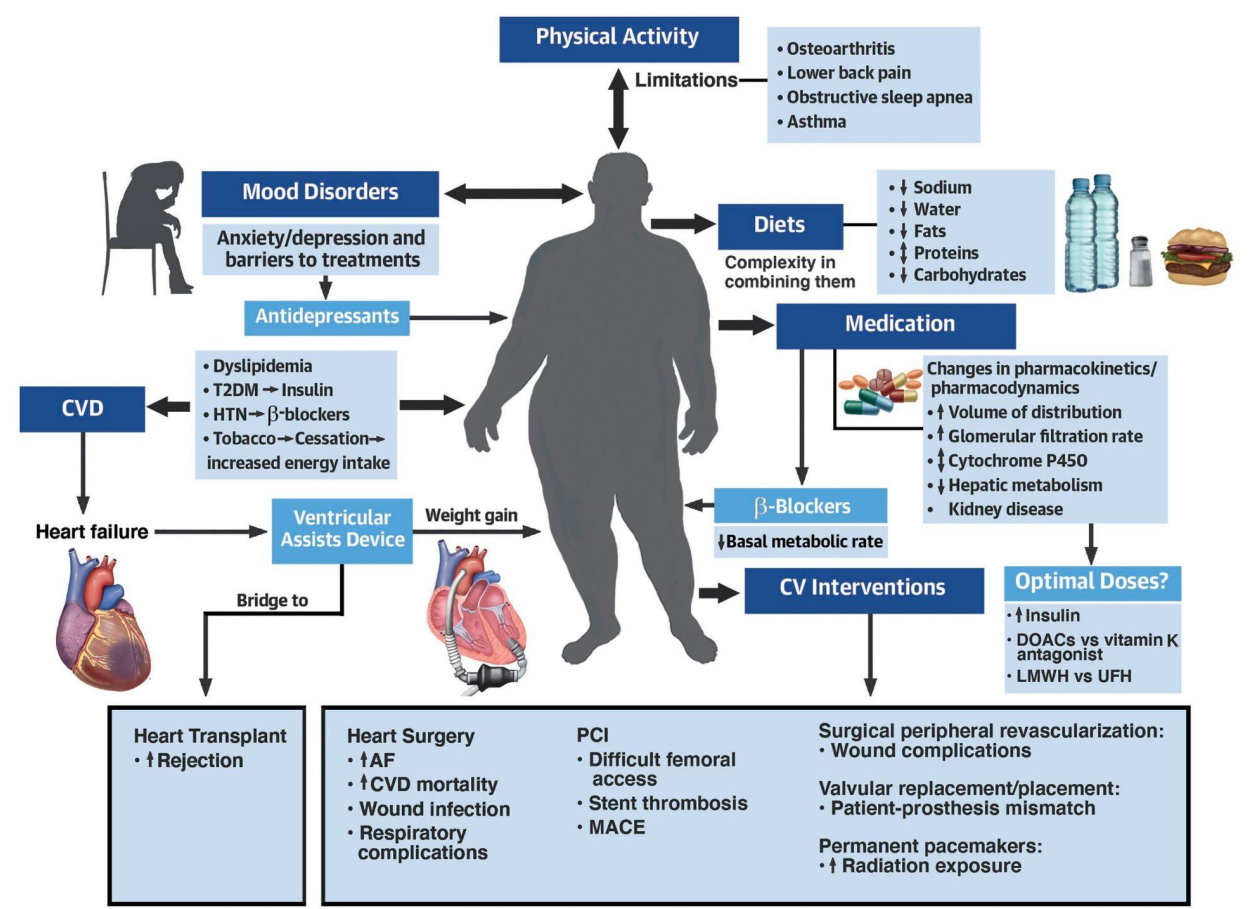 Physical Activity
Limitations
• Osteoarthritis
• Lower back pain
• Obstructive sleep apnea
• Asthma
Mood Disorders
Anxiety/depression and
barriers to treatments
Antidepressants
Diets
Complexity in
combining them
• ↓ Sodium
• ↓ Water
• ↓ Fats
• ↕ Proteins
• ↓ Carbohydrates
Medication
Changes in pharmacokinetics/
pharmacodynamics
• ↑ Volume of distribution
• ↑ Glomerular filtration rate
• ↕ Cytochrome P450
• ↓ Hepatic metabolism
• Kidney disease
CVD
• Dyslipidemia
• T2DM → Insulin
• HTN → β-blockers
• Tobacco → Cessation →
increased energy intake
β-Blockers
↓ Basal metabolic rate
Heart failure
Ventricular
Assists Device
Weight gain
Bridge to
CV Interventions
Optimal Doses?
• ↑ Insulin
• DOACs vs vitamin K
antagonist
• LMWH vs UFH
Heart Transplant
• ↑ Rejection
Heart Surgery
• ↑ AF
• ↑ CVD mortality
• Wound infection
• Respiratory
complications
PCI
• Difficult femoral
access
• Stent thrombosis
• MACE
Surgical peripheral revascularization:
• Wound complications
Valvular replacement/placement:
• Patient-prosthesis mismatch
Permanent pacemakers:
• ↑ Radiation exposure